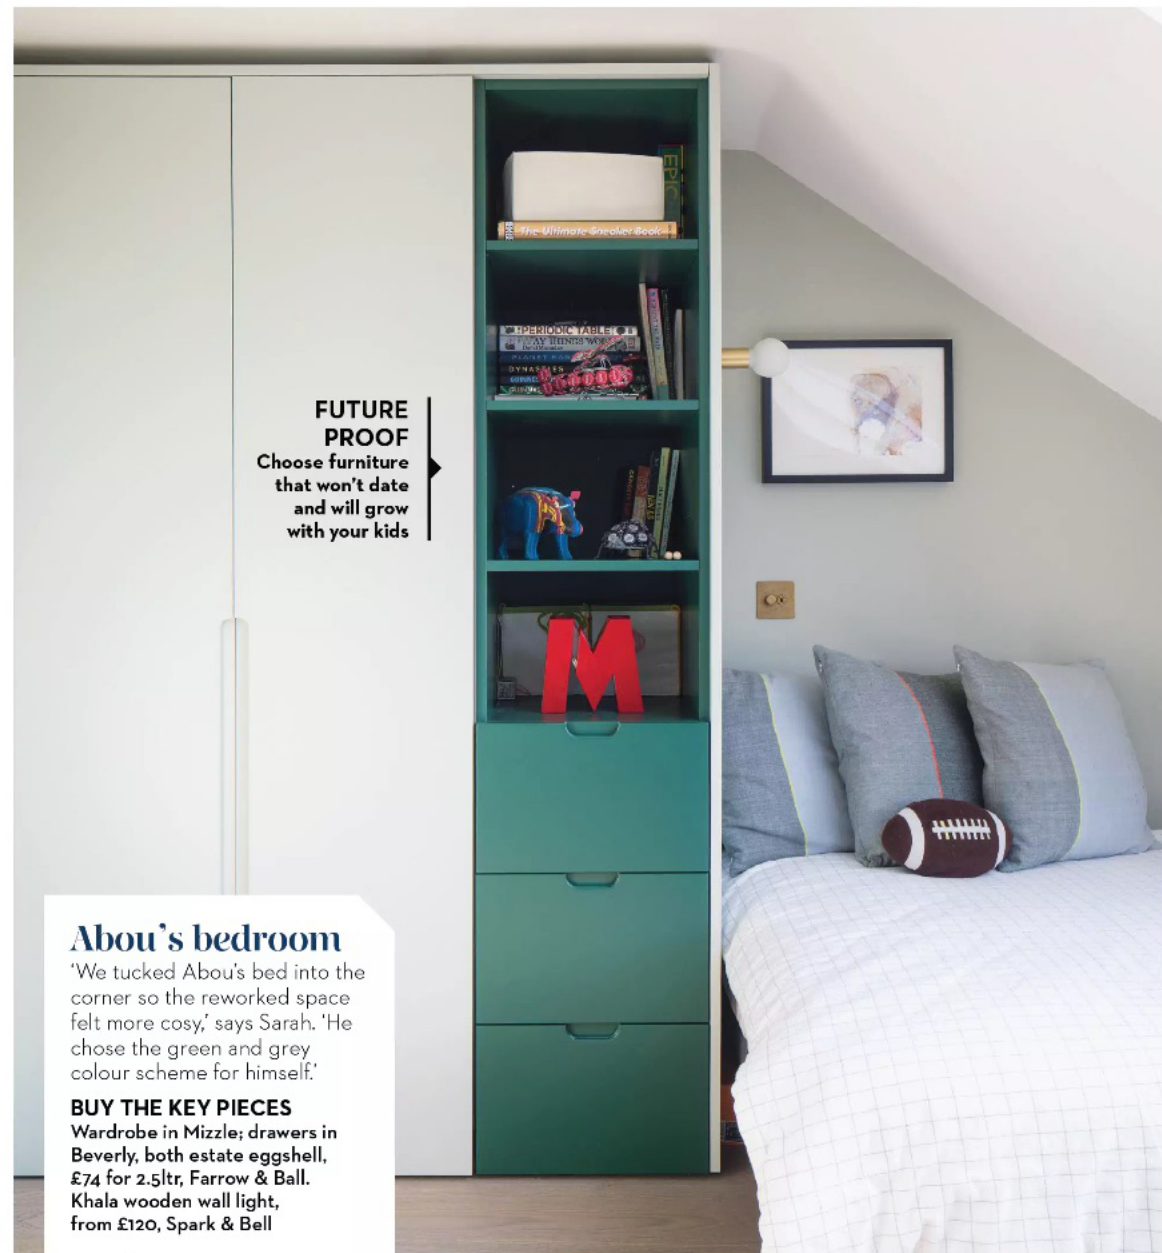 EPIC
The Ultimate Sneaker Book
PERIODIC TABLE
DYNASTIES
FUTURE
PROOF
Choose furniture
that won't date
and will grow
with your kids
M
Abou's bedroom
'We tucked Abou's bed into the
corner so the reworked space
felt more cosy,' says Sarah. 'He
chose the green and grey
colour scheme for himself.'
BUY THE KEY PIECES
Wardrobe in Mizzle; drawers in
Beverly, both estate eggshell,
£74 for 2.5ltr, Farrow & Ball.
Khala wooden wall light,
from £120, Spark & Bell